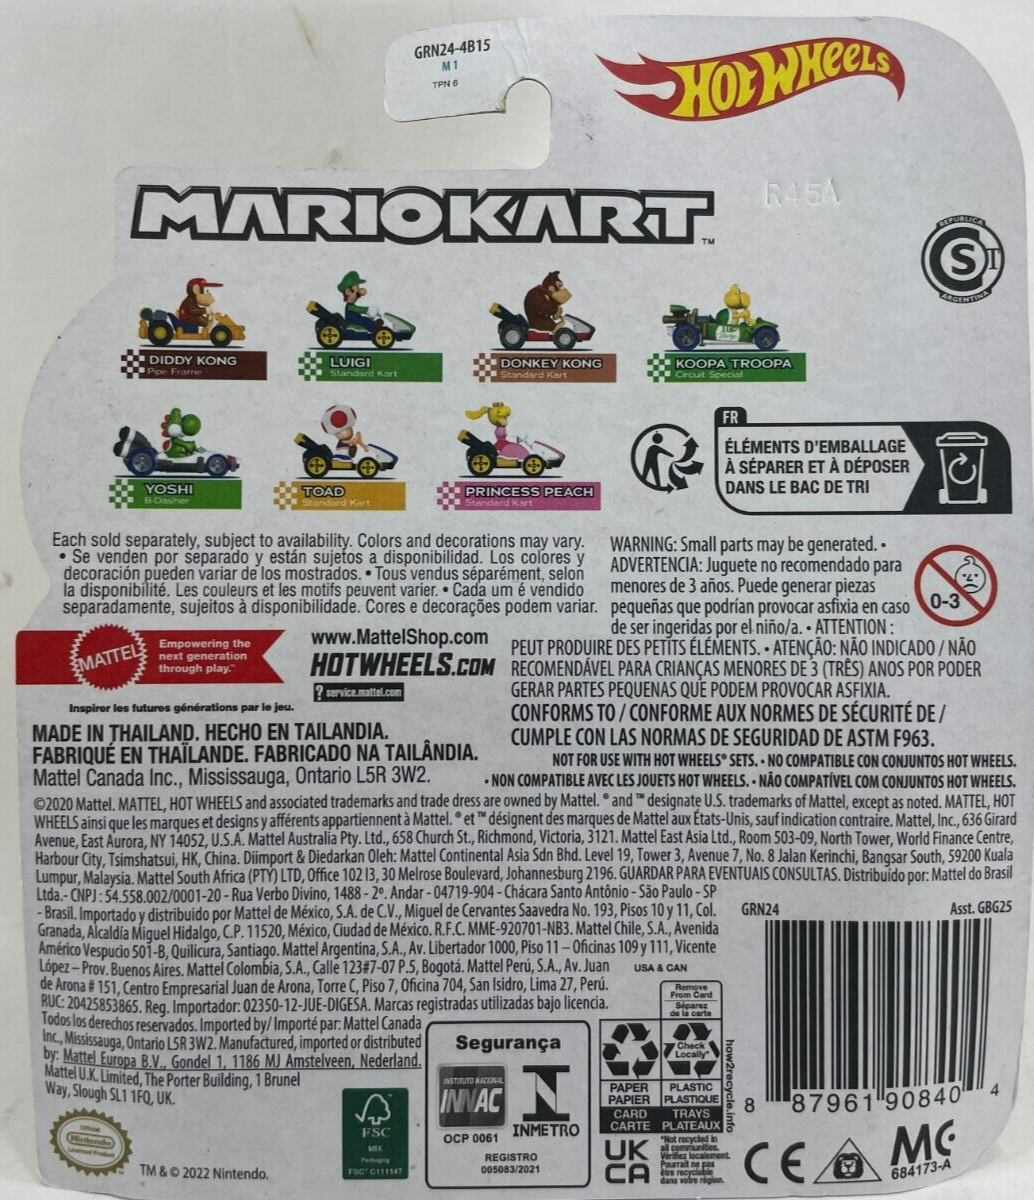 GRN24-4B15
M 1
TPN 6
HOT WHEELS
MARIOKART™
R45A
REPUBLICA
S T
ARGENTINA
DIDDY KONG
Pipe Frame
LUIGI
Standard Kart
DONKEY KONG
Standard Kart
KOOPA TROOPA
Circuit Special
YOSHI
B-Dasher
TOAD
Standard Kart
PRINCESS PEACH
Standard Kart
FR
ÉLÉMENTS D'EMBALLAGE
À SÉPARER ET À DÉPOSER
DANS LE BAC DE TRI
Each sold separately, subject to availability. Colors and decorations may vary.
• Se venden por separado y están sujetos a disponibilidad. Los colores y
decoración pueden variar de los mostrados. • Tous vendus séparément, selon
la disponibilité. Les couleurs et les motifs peuvent varier. • Cada um é vendido
separadamente, sujeitos à disponibilidade. Cores e decorações podem variar.
WARNING: Small parts may be generated. •
ADVERTENCIA: Juguete no recomendado para
menores de 3 años. Puede generar piezas
pequeñas que podrían provocar asfixia en caso
de ser ingeridas por el niño/a. • ATTENTION :
PEUT PRODUIRE DES PETITS ÉLÉMENTS. • ATENÇÃO: NÃO INDICADO / NÃO
RECOMENDÁVEL PARA CRIANÇAS MENORES DE 3 (TRÊS) ANOS POR PODER
GERAR PARTES PEQUENAS QUE PODEM PROVOCAR ASFIXIA.
0-3
MATTEL
Empowering the
next generation
through play.™
Inspirer les futures générations par le jeu.
www.MattelShop.com
HOTWHEELS.COM
? service.mattel.com
CONFORMS TO / CONFORME AUX NORMES DE SÉCURITÉ DE /
CUMPLE CON LAS NORMAS DE SEGURIDAD DE ASTM F963.
MADE IN THAILAND. HECHO EN TAILANDIA.
FABRIQUÉ EN THAÏLANDE. FABRICADO NA TAILÂNDIA.
Mattel Canada Inc., Mississauga, Ontario L5R 3W2.
NOT FOR USE WITH HOT WHEELS® SETS. • NO COMPATIBLE CON CONJUNTOS HOT WHEELS.
• NON COMPATIBLE AVEC LES JOUETS HOT WHEELS. • NÃO COMPATÍVEL COM CONJUNTOS HOT WHEELS.
©2020 Mattel. MATTEL, HOT WHEELS and associated trademarks and trade dress are owned by Mattel. ® and ™ designate U.S. trademarks of Mattel, except as noted. MATTEL, HOT
WHEELS ainsi que les marques et designs y afférents appartiennent à Mattel. ® et ™ désignent des marques de Mattel aux États-Unis, sauf indication contraire. Mattel, Inc., 636 Girard
Avenue, East Aurora, NY 14052, U.S.A. Mattel Australia Pty. Ltd., 658 Church St., Richmond, Victoria, 3121. Mattel East Asia Ltd., Room 503-09, North Tower, World Finance Centre,
Harbour City, Tsimshatsui, HK, China. Diimport & Diedarkan Oleh: Mattel Continental Asia Sdn Bhd. Level 19, Tower 3, Avenue 7, No. 8 Jalan Kerinchi, Bangsar South, 59200 Kuala
Lumpur, Malaysia. Mattel South Africa (PTY) LTD, Office 102 I3, 30 Melrose Boulevard, Johannesburg 2196. GUARDAR PARA EVENTUAIS CONSULTAS. Distribuído por: Mattel do Brasil
Ltda.- CNPJ : 54.558.002/0001-20 - Rua Verbo Divino, 1488 - 2º. Andar - 04719-904 - Chácara Santo Antônio - São Paulo - SP
- Brasil. Importado y distribuido por Mattel de México, S.A. de C.V., Miguel de Cervantes Saavedra No. 193, Pisos 10 y 11, Col.
Granada, Alcaldía Miguel Hidalgo, C.P. 11520, México, Ciudad de México. R.F.C. MME-920701-NB3. Mattel Chile, S.A., Avenida
Américo Vespucio 501-B, Quilicura, Santiago. Mattel Argentina, S.A., Av. Libertador 1000, Piso 11 – Oficinas 109 y 111, Vicente
López – Prov. Buenos Aires. Mattel Colombia, S.A., Calle 123#7-07 P.5, Bogotá. Mattel Perú, S.A., Av. Juan
de Arona # 151, Centro Empresarial Juan de Arona, Torre C, Piso 7, Oficina 704, San Isidro, Lima 27, Perú.
RUC: 20425853865. Reg. Importador: 02350-12-JUE-DIGESA. Marcas registradas utilizadas bajo licencia.
Todos los derechos reservados. Imported by/ Importé par: Mattel Canada
Inc., Mississauga, Ontario L5R 3W2. Manufactured, imported or distributed
by: Mattel Europa B.V., Gondel 1, 1186 MJ Amstelveen, Nederland.
Mattel U.K. Limited, The Porter Building, 1 Brunel
Way, Slough SL1 1FQ, UK.
Official
Nintendo
Licensed Product
TM & © 2022 Nintendo.
FSC
MIX
Packaging
FSC® C111147
Segurança
INSTITUTO NACIONAL
INNAC
OCP 0061
INMETRO
REGISTRO
005083/2021
USA & CAN
Remove
From Card
Séparez
de la carte
Check
Locally*
PAPER
PAPIER
CARD
CARTE
PLASTIC
PLASTIQUE
TRAYS
PLATEAUX
how2recycle.info
*Not recycled in
all communities.
Vérifiez localement.
Pourrait ne pas
être recyclable
dans votre région.
UK
CA
GRN24
Asst. GBG25
8 87961 90840 4
CE
MC
684173-A